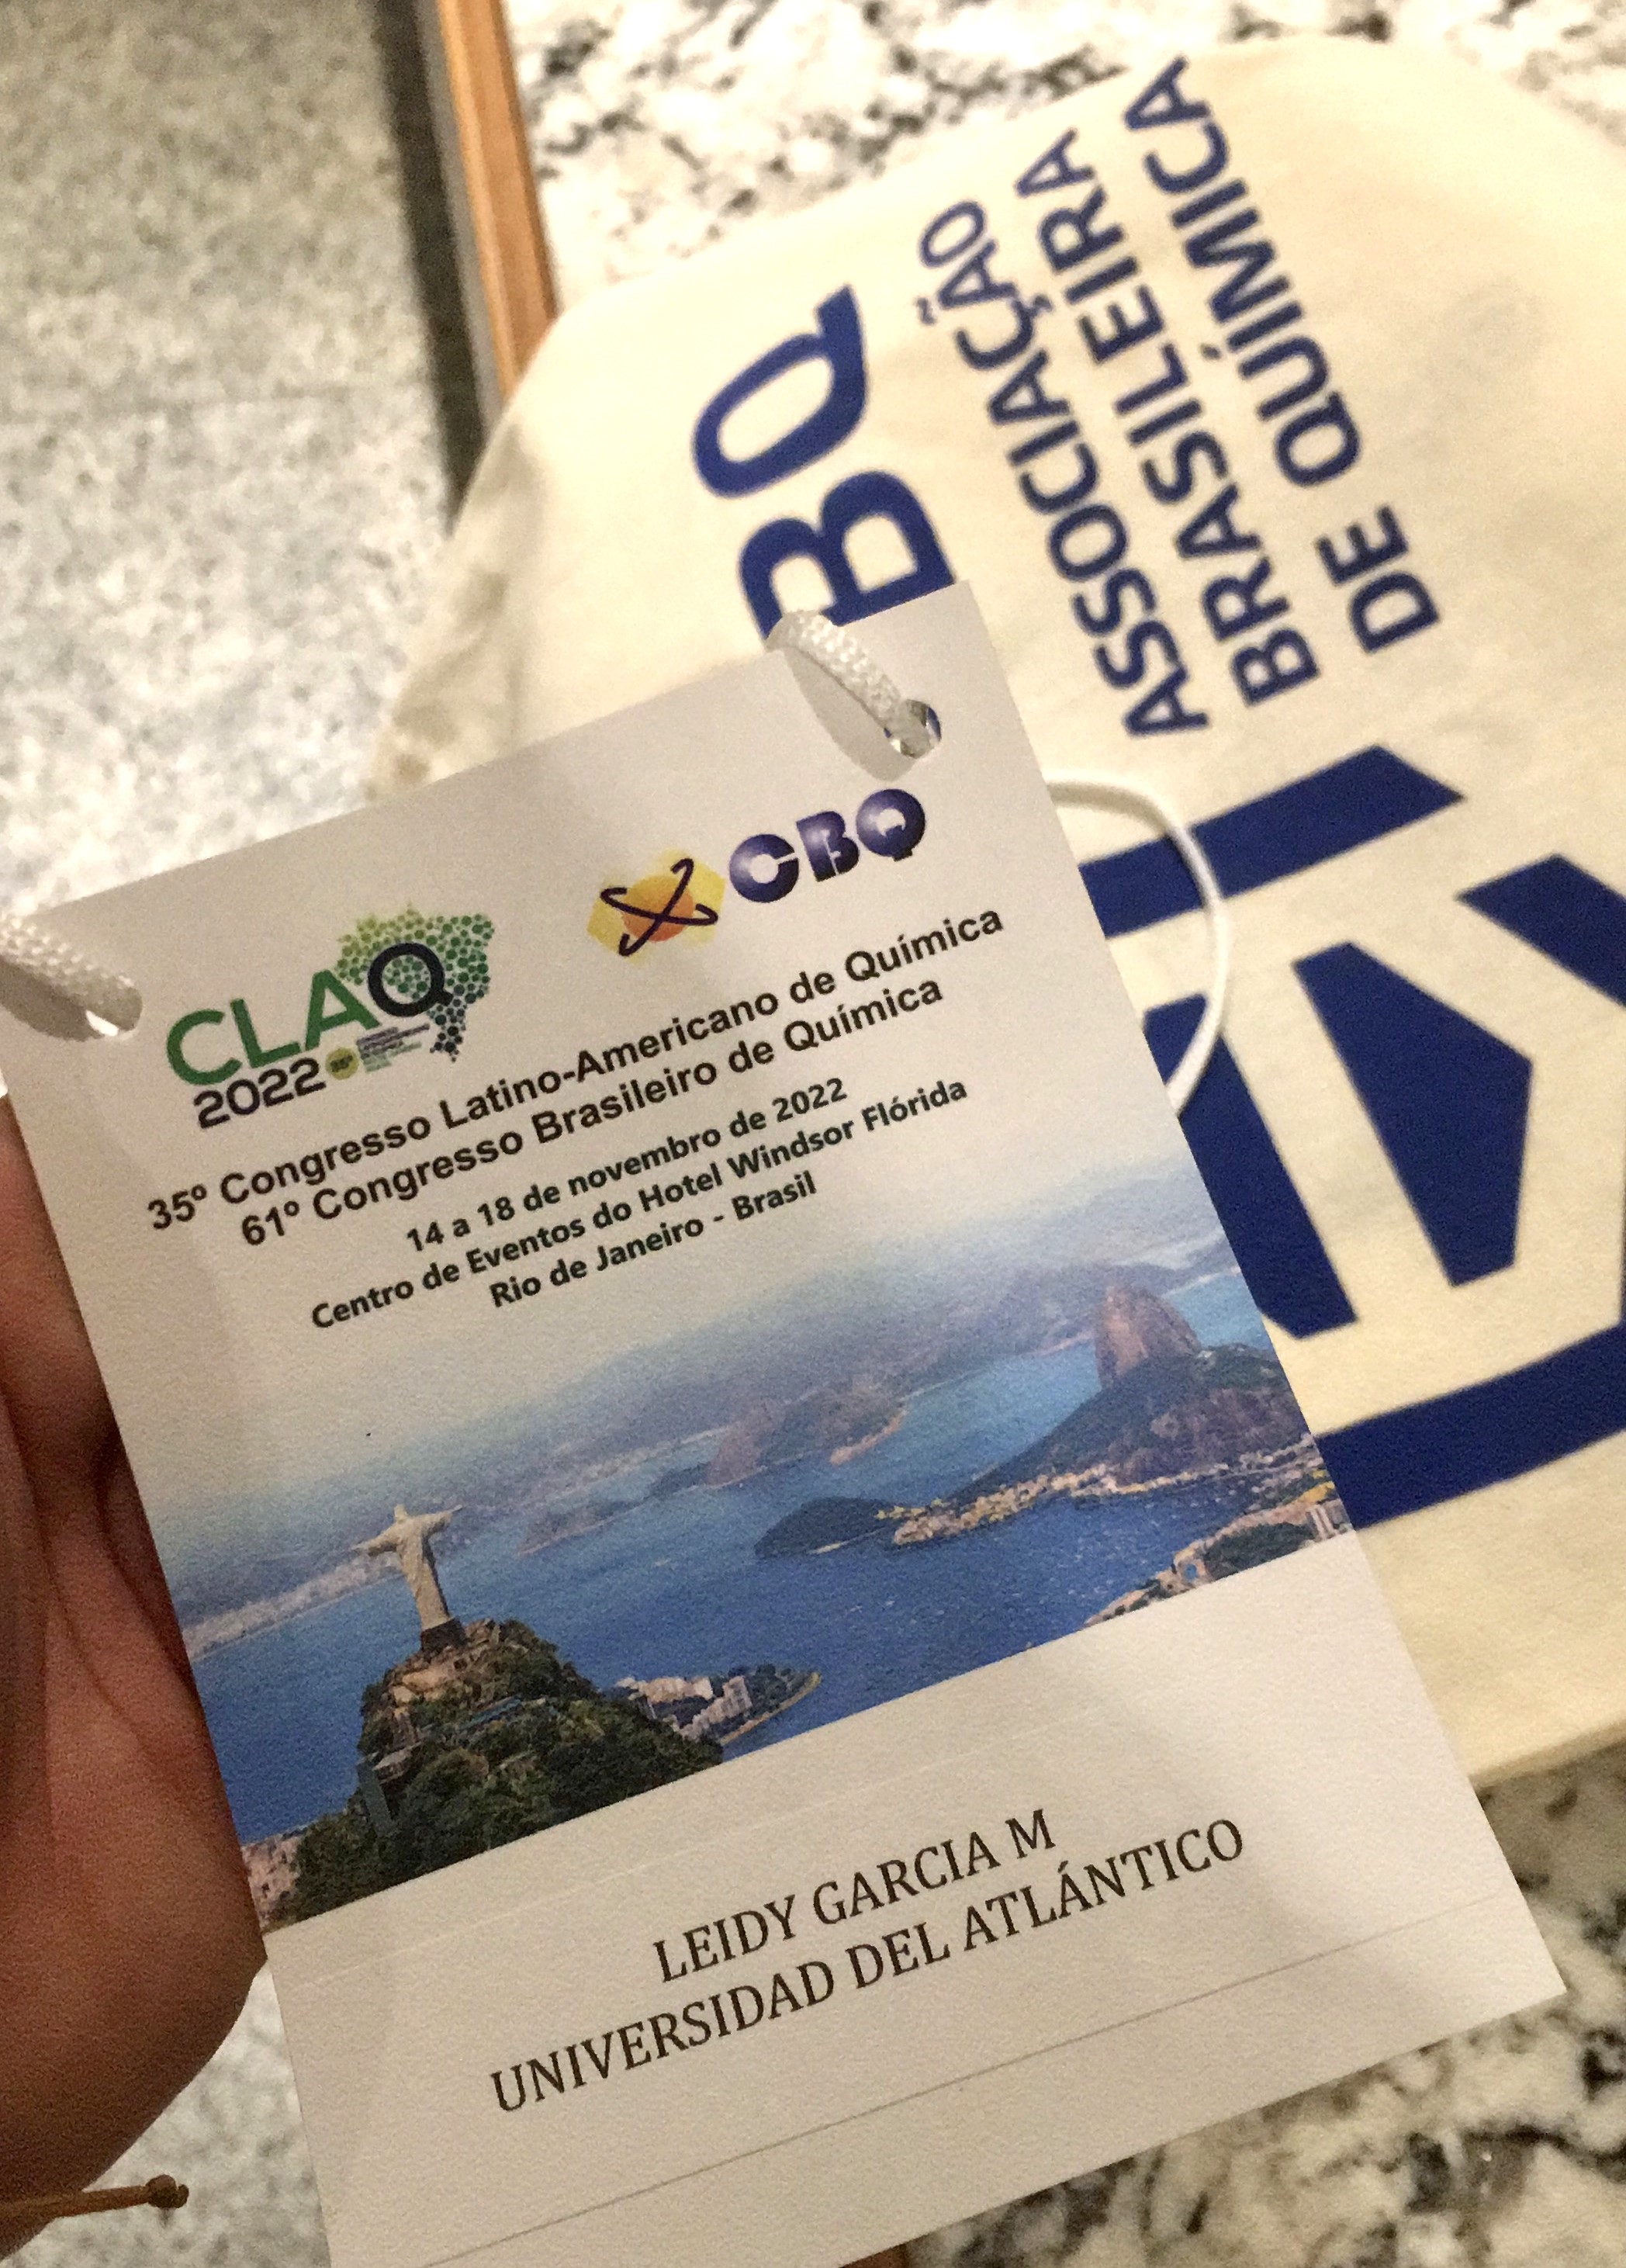 BQ
ASSOCIAÇÃO
BRASILEIRA
DE QUÍMICA
CLAQ
2022
CBQ
35º Congresso Latino-Americano de Química
61º Congresso Brasileiro de Química
14 a 18 de novembro de 2022
Centro de Eventos do Hotel Windsor Flórida
Rio de Janeiro - Brasil
LEIDY GARCIA M
UNIVERSIDAD DEL ATLÁNTICO